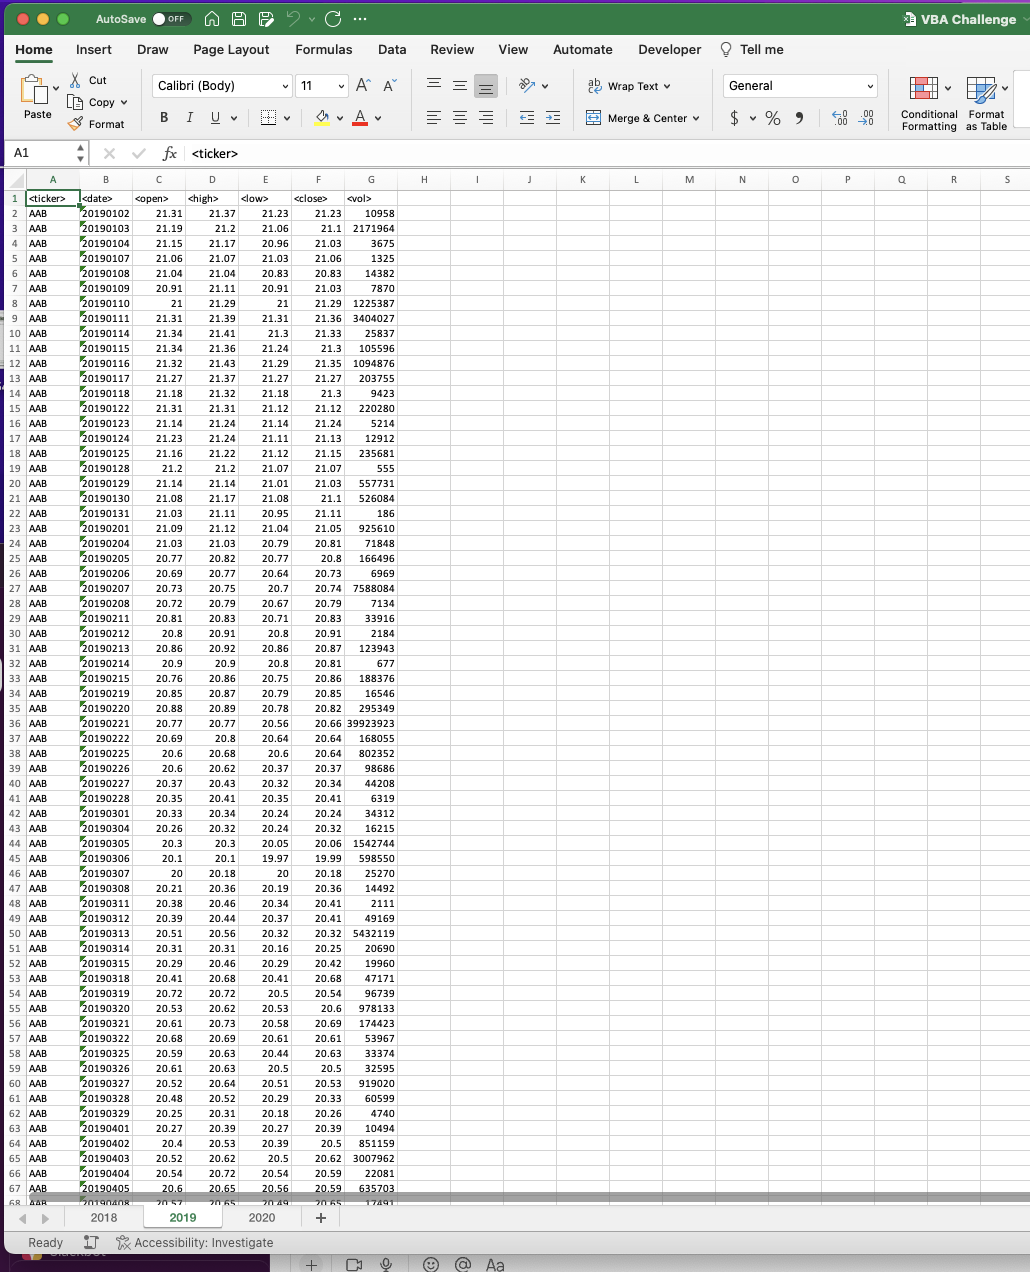 AutoSave OFF VBA Challenge
Home Insert Draw Page Layout Formulas Data Review View Automate Developer Tell me
Paste Cut Copy Format Calibri (Body) 11 A A Wrap Text General
B I U A Merge & Center $ % Conditional Formatting Format as Table
A1 fx <ticker>
A B C D E F G H I J K L M N O P Q R S
1 <ticker> <date> <open> <high> <low> <close> <vol>
2 AAB 20190102 21.31 21.37 21.23 21.23 10958
3 AAB 20190103 21.19 21.2 21.06 21.1 2171964
4 AAB 20190104 21.15 21.17 20.96 21.03 3675
5 AAB 20190107 21.06 21.07 21.03 21.06 1325
6 AAB 20190108 21.04 21.04 20.83 20.83 14382
7 AAB 20190109 20.91 21.11 20.91 21.03 7870
8 AAB 20190110 21 21.29 21 21.29 1225387
9 AAB 20190111 21.31 21.39 21.31 21.36 3404027
10 AAB 20190114 21.34 21.41 21.3 21.33 25837
11 AAB 20190115 21.34 21.36 21.24 21.3 105596
12 AAB 20190116 21.32 21.43 21.29 21.35 1094876
13 AAB 20190117 21.27 21.37 21.27 21.27 203755
14 AAB 20190118 21.18 21.32 21.18 21.3 9423
15 AAB 20190122 21.31 21.31 21.12 21.12 220280
16 AAB 20190123 21.14 21.24 21.14 21.24 5214
17 AAB 20190124 21.23 21.24 21.11 21.13 12912
18 AAB 20190125 21.16 21.22 21.12 21.15 235681
19 AAB 20190128 21.2 21.2 21.07 21.07 555
20 AAB 20190129 21.14 21.14 21.01 21.03 557731
21 AAB 20190130 21.08 21.17 21.08 21.1 526084
22 AAB 20190131 21.03 21.11 20.95 21.11 186
23 AAB 20190201 21.09 21.12 21.04 21.05 925610
24 AAB 20190204 21.03 21.03 20.79 20.81 71848
25 AAB 20190205 20.77 20.82 20.77 20.8 166496
26 AAB 20190206 20.69 20.77 20.64 20.73 6969
27 AAB 20190207 20.73 20.75 20.7 20.74 7588084
28 AAB 20190208 20.72 20.79 20.67 20.79 7134
29 AAB 20190211 20.81 20.83 20.71 20.83 33916
30 AAB 20190212 20.8 20.91 20.8 20.91 2184
31 AAB 20190213 20.86 20.92 20.86 20.87 123943
32 AAB 20190214 20.9 20.9 20.8 20.81 677
33 AAB 20190215 20.76 20.86 20.75 20.86 188376
34 AAB 20190219 20.85 20.87 20.79 20.85 16546
35 AAB 20190220 20.88 20.89 20.78 20.82 295349
36 AAB 20190221 20.77 20.77 20.56 20.66 39923923
37 AAB 20190222 20.69 20.8 20.64 20.64 168055
38 AAB 20190225 20.6 20.68 20.6 20.64 802352
39 AAB 20190226 20.6 20.62 20.37 20.37 98686
40 AAB 20190227 20.37 20.43 20.32 20.34 44208
41 AAB 20190228 20.35 20.41 20.35 20.41 6319
42 AAB 20190301 20.33 20.34 20.24 20.24 34312
43 AAB 20190304 20.26 20.32 20.24 20.32 16215
44 AAB 20190305 20.3 20.3 20.05 20.06 1542744
45 AAB 20190306 20.1 20.1 19.97 19.99 598550
46 AAB 20190307 20 20.18 20 20.18 25270
47 AAB 20190308 20.21 20.36 20.19 20.36 14492
48 AAB 20190311 20.38 20.46 20.34 20.41 2111
49 AAB 20190312 20.39 20.44 20.37 20.41 49169
50 AAB 20190313 20.51 20.56 20.32 20.32 5432119
51 AAB 20190314 20.31 20.31 20.16 20.25 20690
52 AAB 20190315 20.29 20.46 20.29 20.42 19960
53 AAB 20190318 20.41 20.68 20.41 20.68 47171
54 AAB 20190319 20.72 20.72 20.5 20.54 96739
55 AAB 20190320 20.53 20.62 20.53 20.6 978133
56 AAB 20190321 20.61 20.73 20.58 20.69 174423
57 AAB 20190322 20.68 20.69 20.61 20.61 53967
58 AAB 20190325 20.59 20.63 20.44 20.63 33374
59 AAB 20190326 20.61 20.63 20.5 20.5 32595
60 AAB 20190327 20.52 20.64 20.51 20.53 919020
61 AAB 20190328 20.48 20.52 20.29 20.33 60599
62 AAB 20190329 20.25 20.31 20.18 20.26 4740
63 AAB 20190401 20.27 20.39 20.27 20.39 10494
64 AAB 20190402 20.4 20.53 20.39 20.5 851159
65 AAB 20190403 20.52 20.62 20.5 20.62 3007962
66 AAB 20190404 20.54 20.72 20.54 20.59 22081
67 AAB 20190405 20.6 20.65 20.56 20.59 635703
68 AAB 20190408 20.57 20.65 20.49 20.65 17491
2018 2019 2020 +
Ready Accessibility: Investigate
+ @ Aa